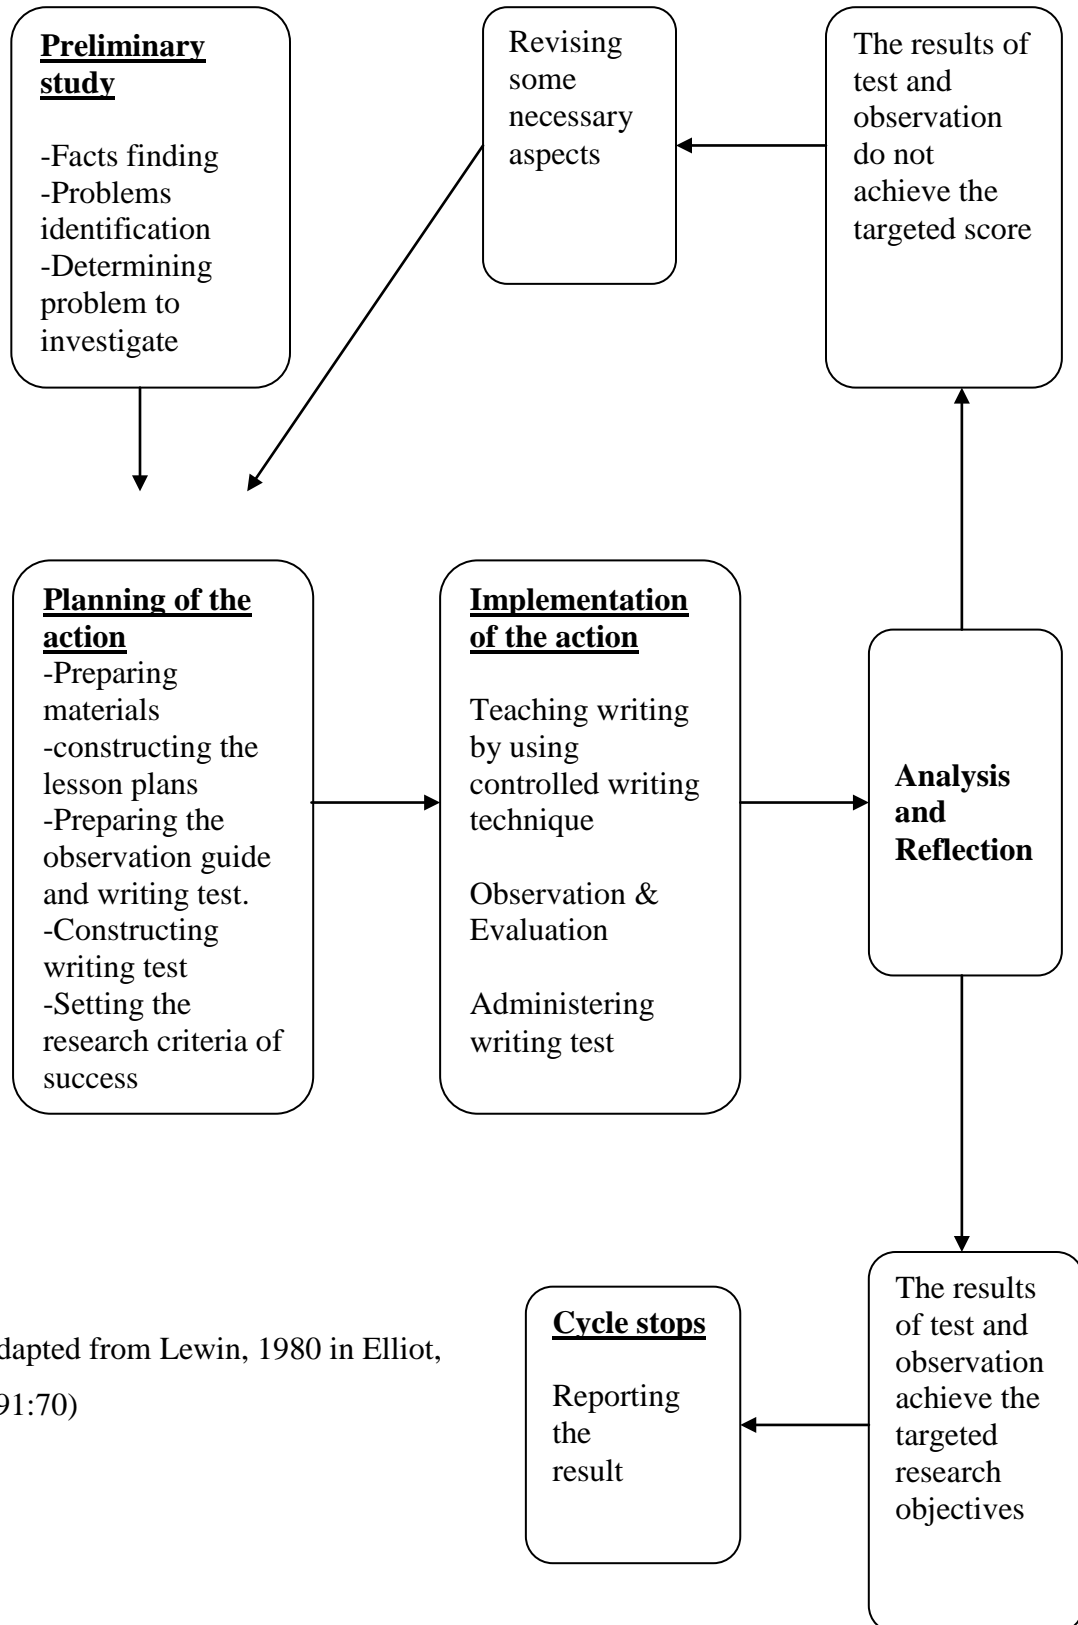 Preliminary
study
-Facts finding
-Problems
identification
-Determining
problem to
investigate
Revising
some
necessary
aspects
The results of
test and
observation
do not
achieve the
targeted score
Planning of the
action
-Preparing
materials
-constructing the
lesson plans
-Preparing the
observation guide
and writing test.
-Constructing
writing test
-Setting the
research criteria of
success
Implementation
of the action
Teaching writing
by using
controlled writing
technique
Observation &
Evaluation
Administering
writing test
Analysis
and
Reflection
dapted from Lewin, 1980 in Elliot,
91:70)
Cycle stops
Reporting
the
result
The results
of test and
observation
achieve the
targeted
research
objectives